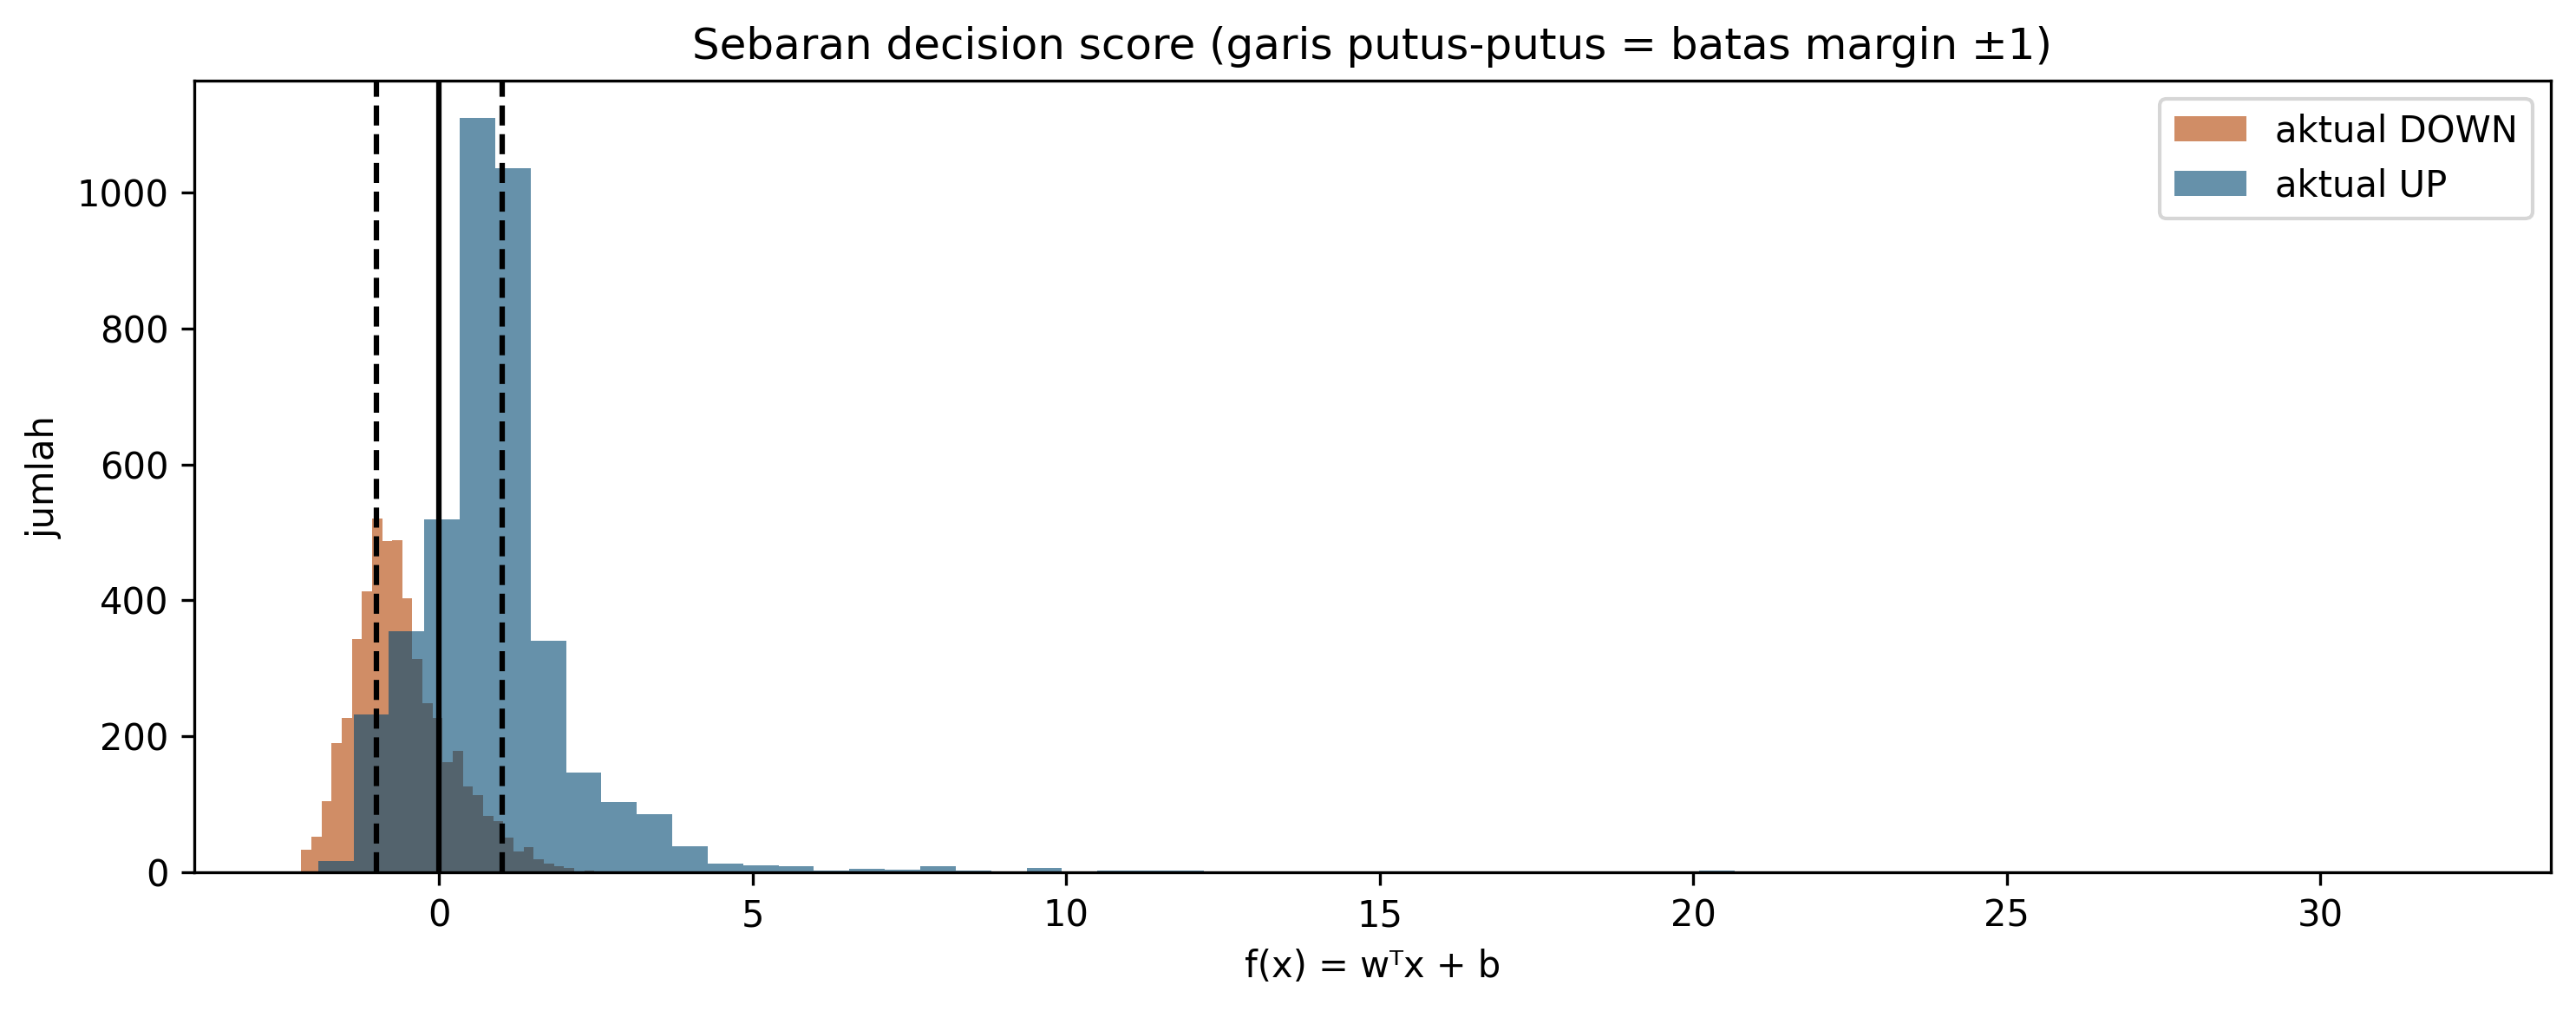 Sebaran decision score (garis putus-putus = batas margin ±1)
aktual DOWN
aktual UP
jumlah
1000
800
600
400
200
0
0 5 10 15 20 25 30
f(x) = wᵀx + b